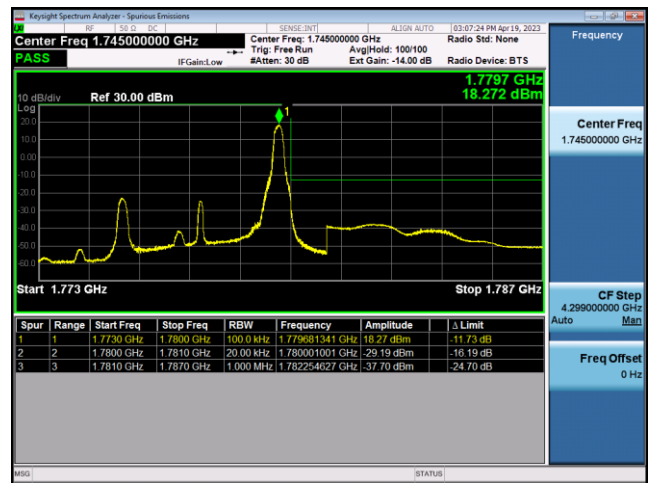 Keysight Spectrum Analyzer - Spurious Emissions
RF 50 Ω DC SENSE:INT ALIGN AUTO 03:07:24 PM Apr 19, 2023
Center Freq 1.745000000 GHz Center Freq: 1.745000000 GHz Radio Std: None
Trig: Free Run Avg|Hold: 100/100
PASS IFGain:Low #Atten: 30 dB Ext Gain: -14.00 dB Radio Device: BTS
Frequency
1.7797 GHz
10 dB/div Ref 30.00 dBm 18.272 dBm
Log
20.0
10.0
0.00
-10.0
-20.0
-30.0
-40.0
-50.0
-60.0
1
Start 1.773 GHz Stop 1.787 GHz
Center Freq
1.745000000 GHz
CF Step
4.299000000 GHz
Auto Man
Freq Offset
0 Hz
Spur Range Start Freq Stop Freq RBW Frequency Amplitude Δ Limit
1 1 1.7730 GHz 1.7800 GHz 100.0 kHz 1.779681341 GHz 18.27 dBm -11.73 dB
2 2 1.7800 GHz 1.7810 GHz 20.00 kHz 1.780001001 GHz -29.19 dBm -16.19 dB
3 3 1.7810 GHz 1.7870 GHz 1.000 MHz 1.782254627 GHz -37.70 dBm -24.70 dB
MSG STATUS